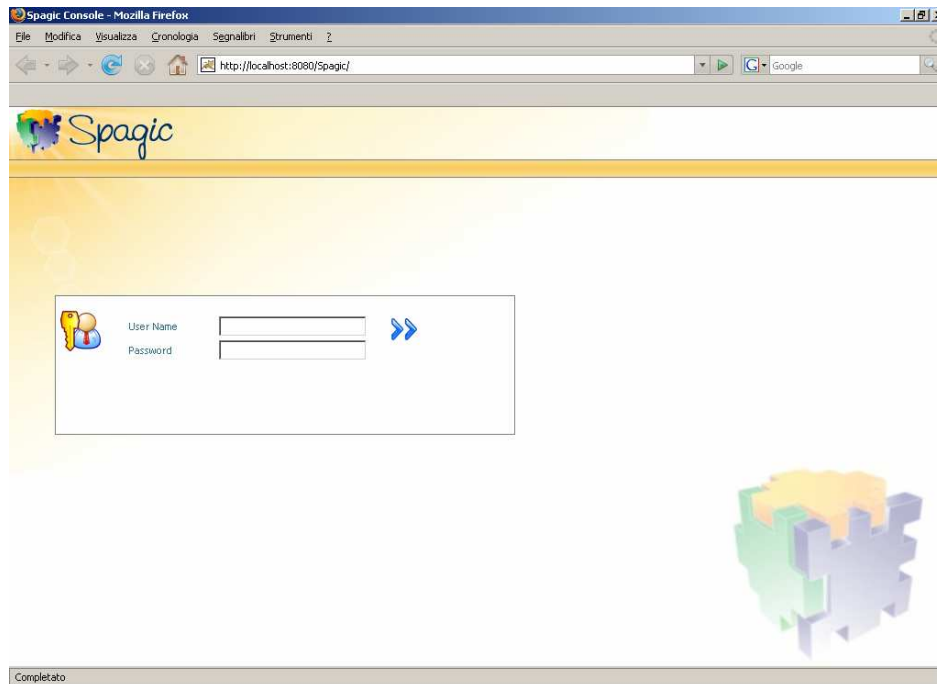 Spagic Console - Mozilla Firefox
File Modifica Visualizza Cronologia Segnalibri Strumenti ?
http://localhost:8080/Spagic/
G Google
Spagic
User Name
Password
Completato